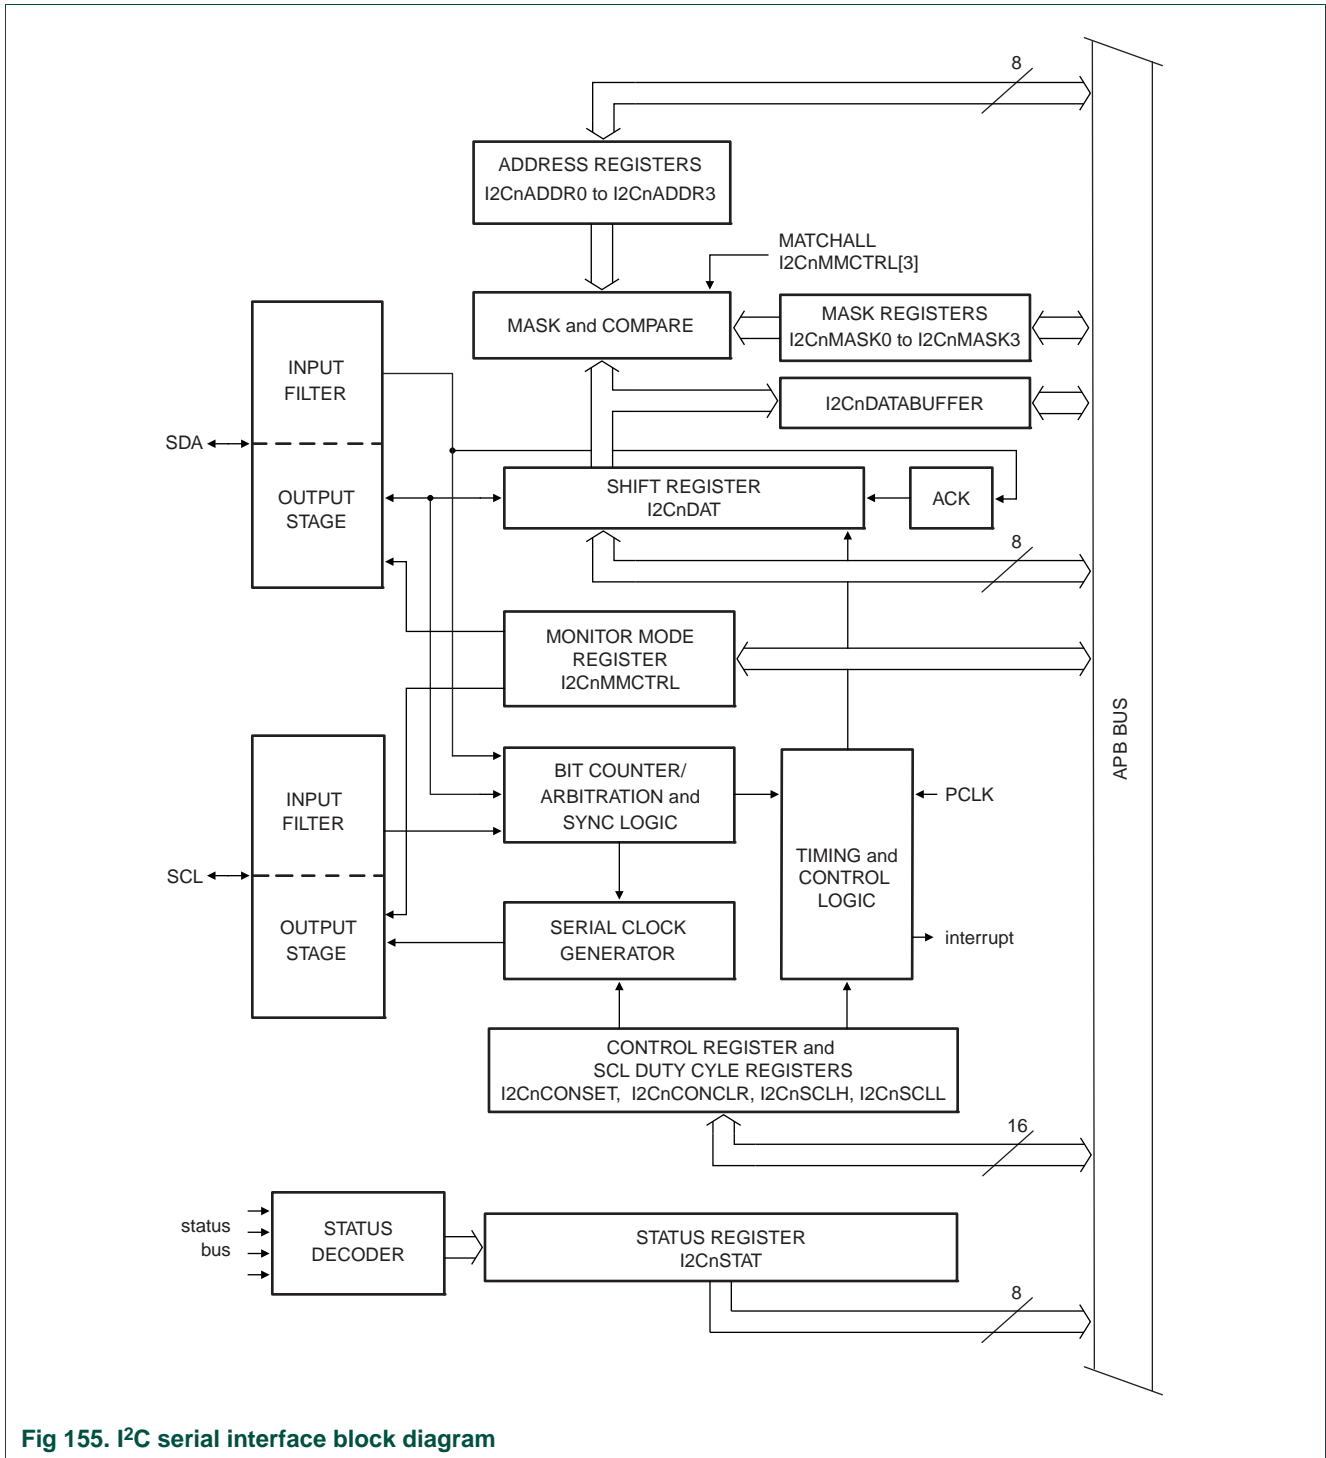 8
ADDRESS REGISTERS
I2CnADDR0 to I2CnADDR3
MATCHALL
I2CnMMCTRL[3]
MASK and COMPARE
MASK REGISTERS
I2CnMASK0 to I2CnMASK3
INPUT
FILTER
I2CnDATABUFFER
SDA
OUTPUT
STAGE
SHIFT REGISTER
I2CnDAT
ACK
8
MONITOR MODE
REGISTER
I2CnMMCTRL
APB BUS
BIT COUNTER/
ARBITRATION and
SYNC LOGIC
PCLK
INPUT
FILTER
TIMING and
CONTROL
LOGIC
SCL
OUTPUT
STAGE
SERIAL CLOCK
GENERATOR
interrupt
CONTROL REGISTER and
SCL DUTY CYLE REGISTERS
I2CnCONSET, I2CnCONCLR, I2CnSCLH, I2CnSCLL
16
status
bus
STATUS
DECODER
STATUS REGISTER
I2CnSTAT
8
Fig 155. I²C serial interface block diagram